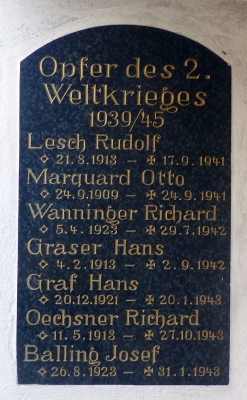 Opfer des 2.
Weltkrieges
1939/45
Lesch Rudolf
✧ 21.8.1913 – ✠ 17.9.1941
Marquard Otto
✧ 24.9.1909 – ✠ 24.9.1941
Wanninger Richard
✧ 5.4.1923 – ✠ 29.7.1942
Graser Hans
✧ 4.2.1913 – ✠ 2.9.1942
Graf Hans
✧ 20.12.1921 – ✠ 20.1.1943
Oechsner Richard
✧ 11.5.1913 – ✠ 27.10.1943
Balling Josef
✧ 26.8.1923 – ✠ 31.1.1943